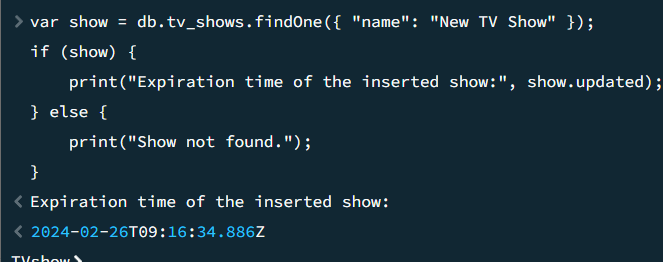 > var show = db.tv_shows.findOne({ "name": "New TV Show" });
if (show) {
    print("Expiration time of the inserted show:", show.updated);
} else {
    print("Show not found.");
}
< Expiration time of the inserted show:
< 2024-02-26T09:16:34.886Z
TVshow>